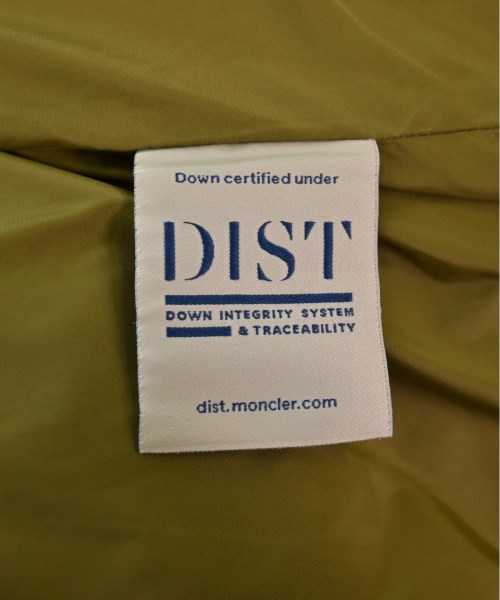 Down certified under
DIST
DOWN INTEGRITY SYSTEM
& TRACEABILITY
dist.moncler.com